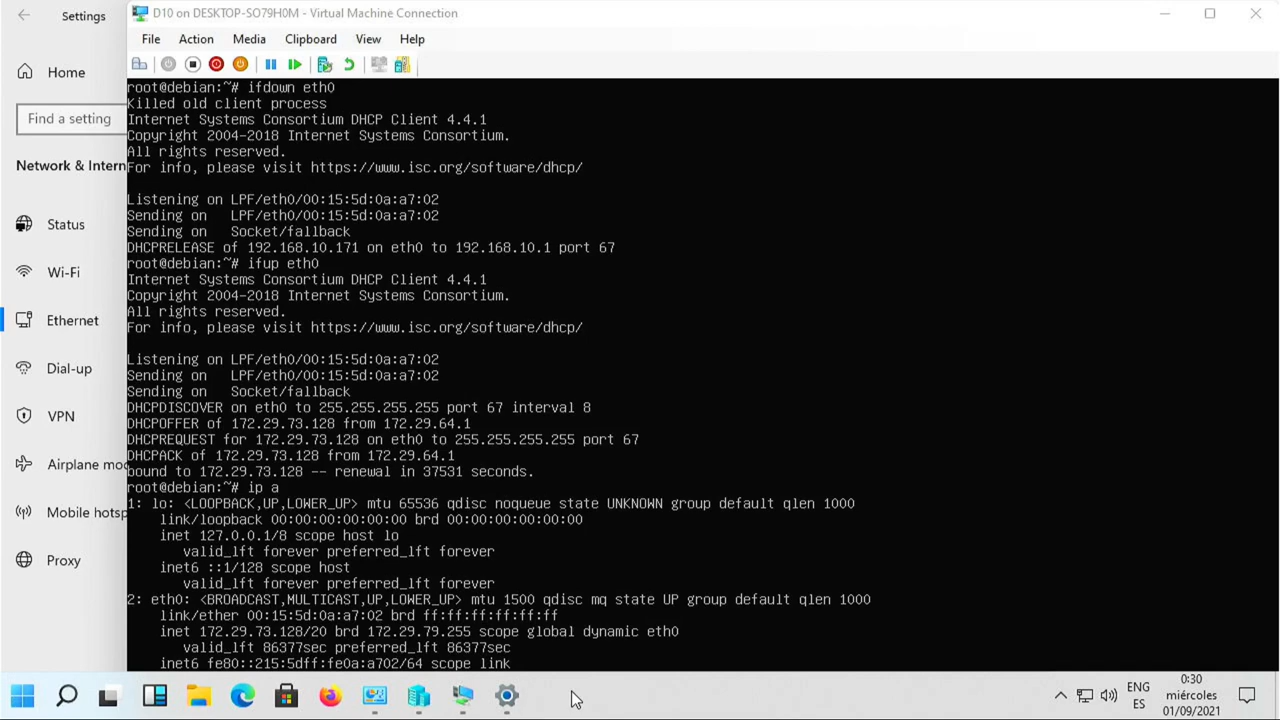 Settings
Home
Find a setting
Network & Intern
Status
Wi-Fi
Ethernet
Dial-up
VPN
Airplane mo
Mobile hotsp
Proxy
D10 on DESKTOP-SO79H0M - Virtual Machine Connection
File Action Media Clipboard View Help
root@debian:~# ifdown eth0
Killed old client process
Internet Systems Consortium DHCP Client 4.4.1
Copyright 2004-2018 Internet Systems Consortium.
All rights reserved.
For info, please visit https://www.isc.org/software/dhcp/
Listening on LPF/eth0/00:15:5d:0a:a7:02
Sending on   LPF/eth0/00:15:5d:0a:a7:02
Sending on   Socket/fallback
DHCPRELEASE of 192.168.10.171 on eth0 to 192.168.10.1 port 67
root@debian:~# ifup eth0
Internet Systems Consortium DHCP Client 4.4.1
Copyright 2004-2018 Internet Systems Consortium.
All rights reserved.
For info, please visit https://www.isc.org/software/dhcp/
Listening on LPF/eth0/00:15:5d:0a:a7:02
Sending on   LPF/eth0/00:15:5d:0a:a7:02
Sending on   Socket/fallback
DHCPDISCOVER on eth0 to 255.255.255.255 port 67 interval 8
DHCPOFFER of 172.29.73.128 from 172.29.64.1
DHCPREQUEST for 172.29.73.128 on eth0 to 255.255.255.255 port 67
DHCPACK of 172.29.73.128 from 172.29.64.1
bound to 172.29.73.128 -- renewal in 37531 seconds.
root@debian:~# ip a
1: lo: <LOOPBACK,UP,LOWER_UP> mtu 65536 qdisc noqueue state UNKNOWN group default qlen 1000
    link/loopback 00:00:00:00:00:00 brd 00:00:00:00:00:00
    inet 127.0.0.1/8 scope host lo
       valid_lft forever preferred_lft forever
    inet6 ::1/128 scope host
       valid_lft forever preferred_lft forever
2: eth0: <BROADCAST,MULTICAST,UP,LOWER_UP> mtu 1500 qdisc mq state UP group default qlen 1000
    link/ether 00:15:5d:0a:a7:02 brd ff:ff:ff:ff:ff:ff
    inet 172.29.73.128/20 brd 172.29.79.255 scope global dynamic eth0
       valid_lft 86377sec preferred_lft 86377sec
    inet6 fe80::215:5dff:fe0a:a702/64 scope link
ENG
ES
0:30
miércoles
01/09/2021